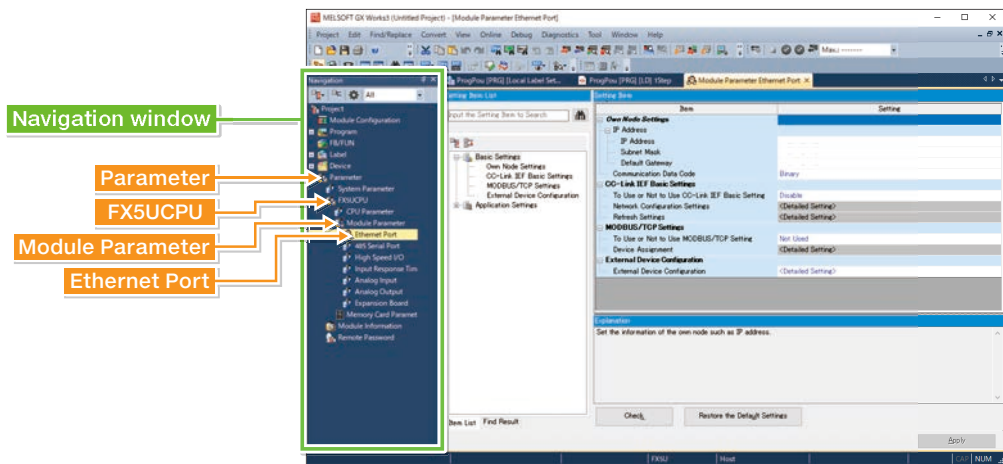 MELSOFT GX Works3 (Untitled Project) - [Module Parameter Ethernet Port]
Project Edit Find/Replace Convert View Online Debug Diagnostics Tool Window Help
Navigation
All
Project
Module Configuration
Program
FB/FUN
Label
Device
Parameter
System Parameter
FX5UCPU
CPU Parameter
Module Parameter
Ethernet Port
485 Serial Port
High Speed I/O
Input Response Tim
Analog Input
Analog Output
Expansion Board
Memory Card Paramet
Module Information
Remote Password
Navigation window
Parameter
FX5UCPU
Module Parameter
Ethernet Port
ProgPou [PRG] [Local Label Set...
ProgPou [PRG] [LD] 1Step
Module Parameter Ethernet Port
etting Item List
nput the Setting Item to Search
Basic Settings
Own Node Settings
CC-Link IEF Basic Settings
MODBUS/TCP Settings
External Device Configuration
Application Settings
Item List Find Result
Setting Item
Item Setting
Own Node Settings
IP Address
IP Address
Subnet Mask
Default Gateway
Communication Data Code Binary
CC-Link IEF Basic Settings
To Use or Not to Use CC-Link IEF Basic Setting Disable
Network Configuration Settings <Detailed Setting>
Refresh Settings <Detailed Setting>
MODBUS/TCP Settings
To Use or Not to Use MODBUS/TCP Setting Not Used
Device Assignment <Detailed Setting>
External Device Configuration
External Device Configuration <Detailed Setting>
Explanation
Set the information of the own node such as IP address.
Check Restore the Default Settings
Apply
FX5U Host CAP NUM